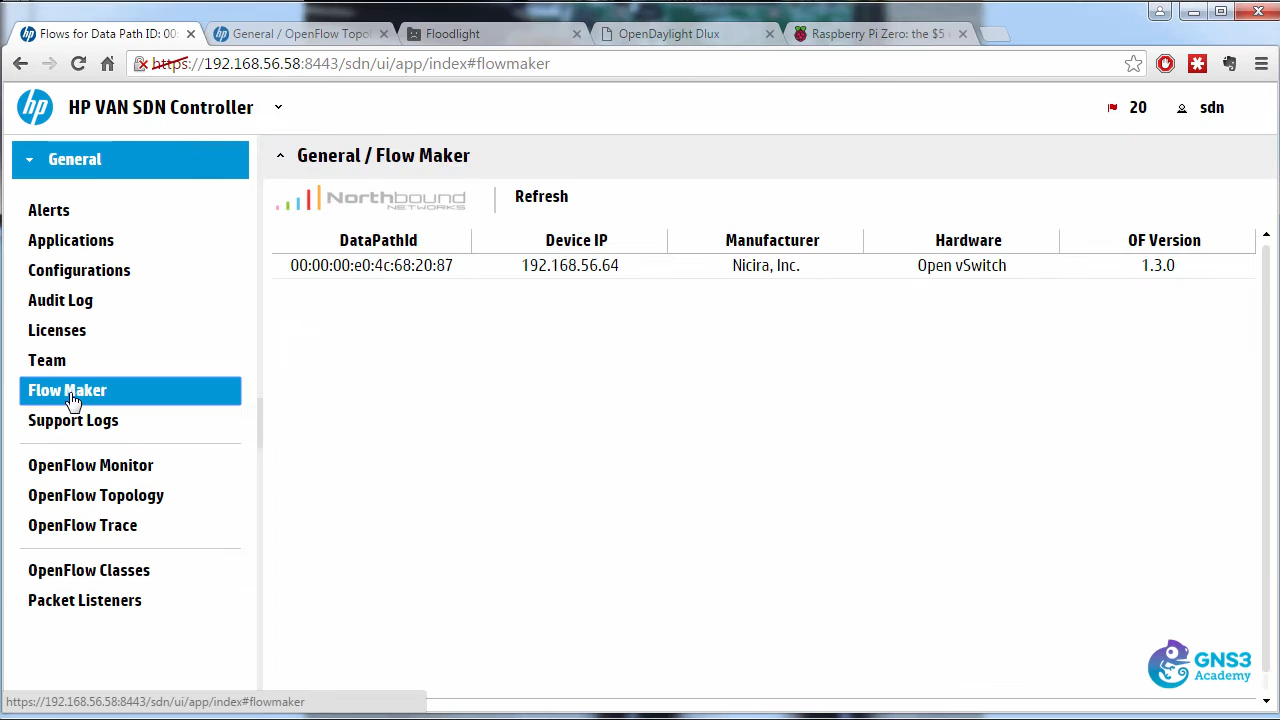 Flows for Data Path ID: 00:
General / OpenFlow Topol
Floodlight
OpenDaylight Dlux
Raspberry Pi Zero: the $5 c
https://192.168.56.58:8443/sdn/ui/app/index#flowmaker
hp
HP VAN SDN Controller
20
sdn
General
General / Flow Maker
Northbound
NETWORKS
Refresh
Alerts
Applications
Configurations
Audit Log
Licenses
Team
Flow Maker
Support Logs
OpenFlow Monitor
OpenFlow Topology
OpenFlow Trace
OpenFlow Classes
Packet Listeners
DataPathId Device IP Manufacturer Hardware OF Version
00:00:00:e0:4c:68:20:87 192.168.56.64 Nicira, Inc. Open vSwitch 1.3.0
GNS3
Academy
https://192.168.56.58:8443/sdn/ui/app/index#flowmaker